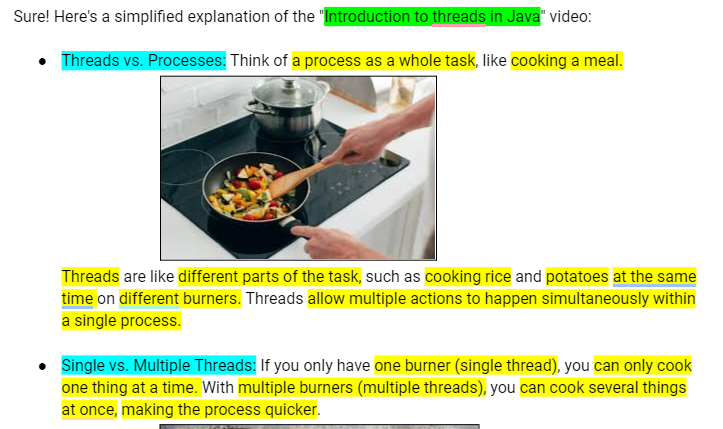 Sure! Here's a simplified explanation of the "Introduction to threads in Java" video:
Threads vs. Processes: Think of a process as a whole task, like cooking a meal.
Threads are like different parts of the task, such as cooking rice and potatoes at the same
time on different burners. Threads allow multiple actions to happen simultaneously within
a single process.
Single vs. Multiple Threads: If you only have one burner (single thread), you can only cook
one thing at a time. With multiple burners (multiple threads), you can cook several things
at once, making the process quicker.